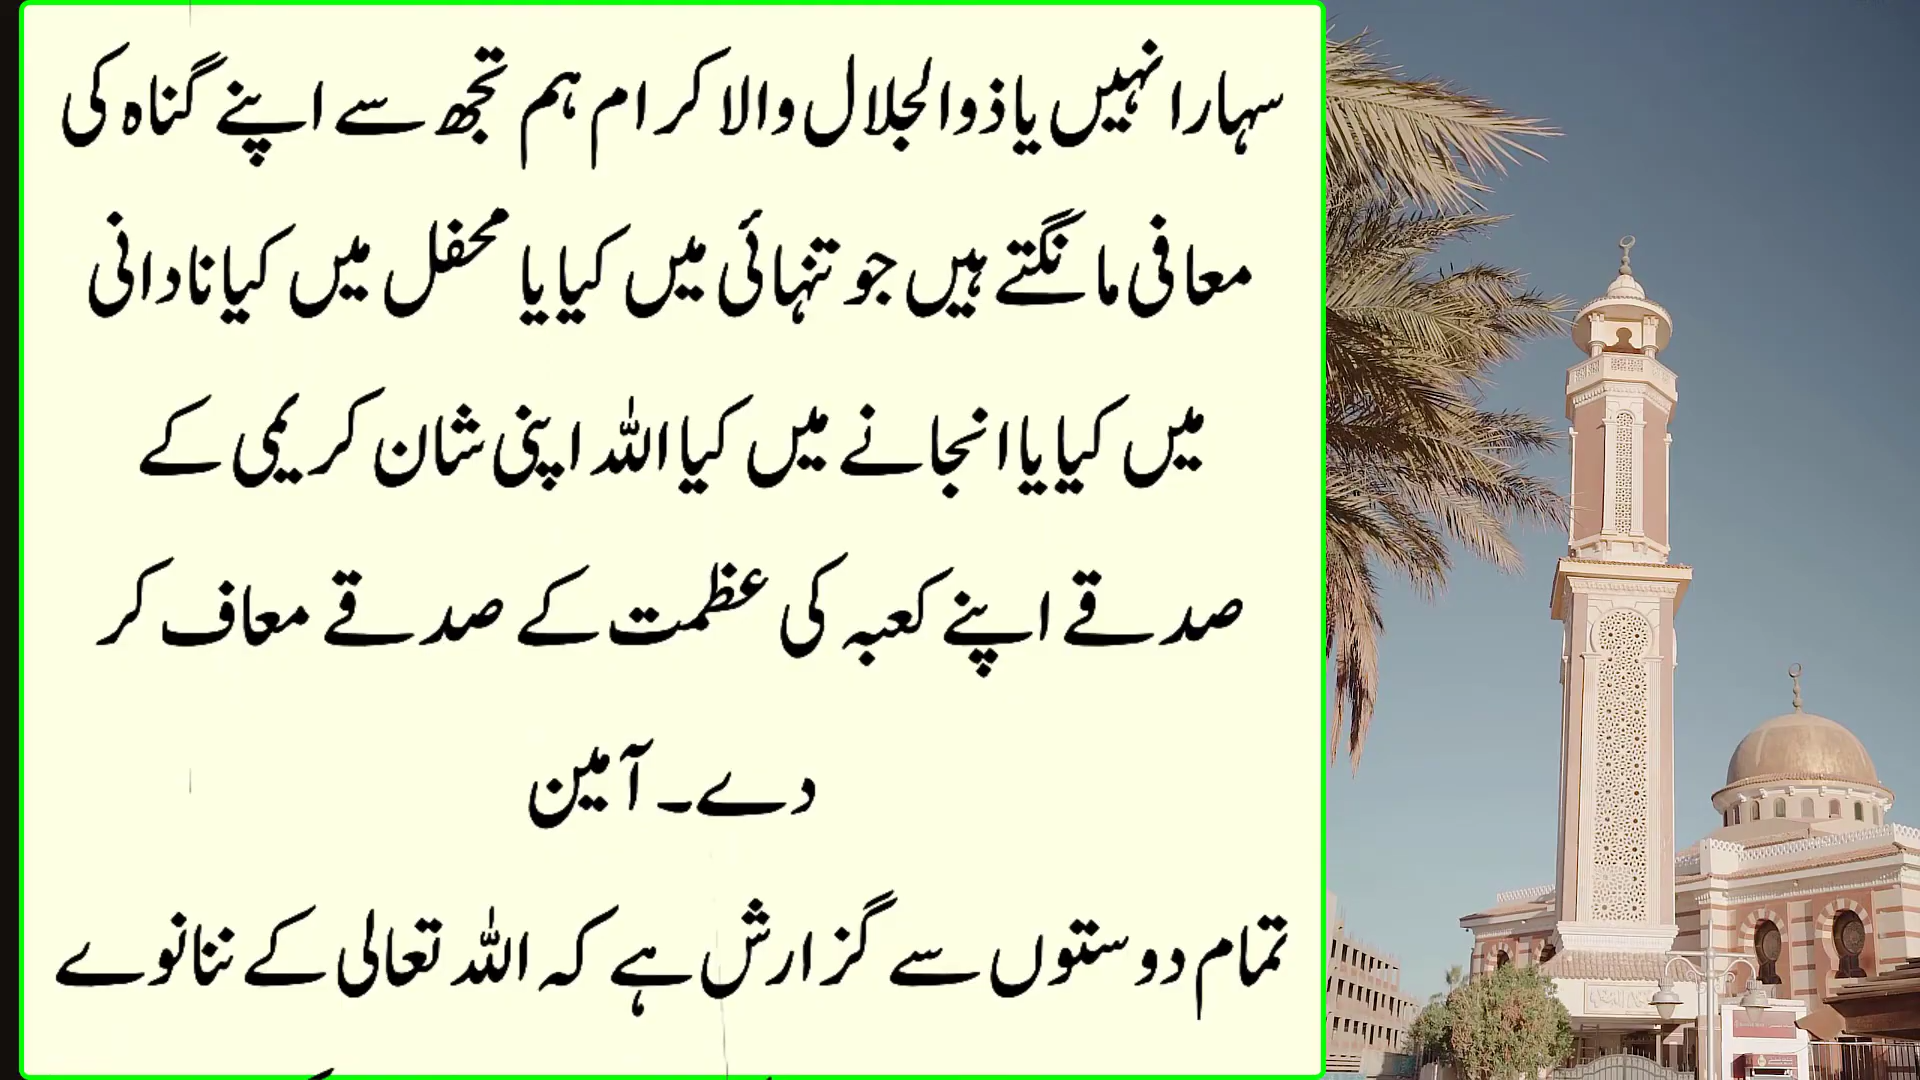 سہارا نہیں یا ذوالجلال والا کرام ہم تجھ سے اپنے گناہ کی
معافی مانگتے ہیں جو تنہائی میں کیا یا محفل میں کیا نادانی
میں کیا یا انجانے میں کیا اللہ اپنی شان کریمی کے
صدقے اپنے کعبہ کی عظمت کے صدقے معاف کر
دے۔ آمین
تمام دوستوں سے گزارش ہے کہ اللہ تعالی کے ننانوے